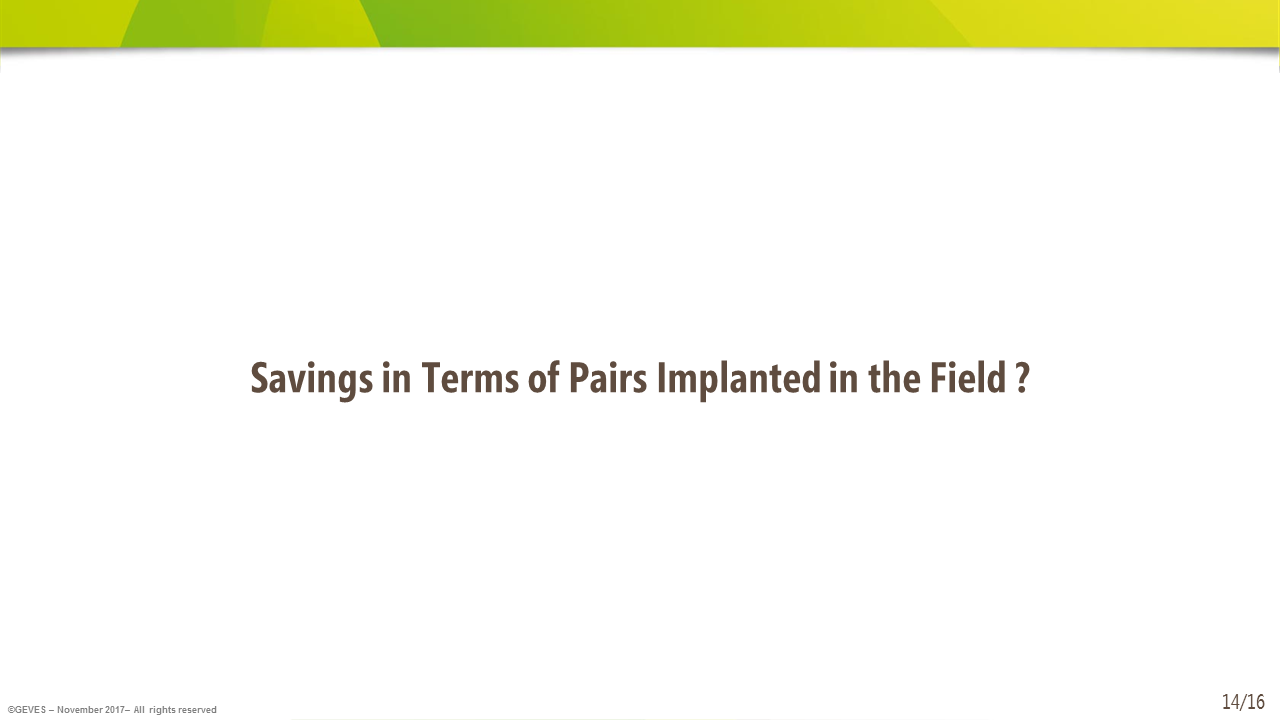 Savings in Terms of Pairs Implanted in the Field ?
©GEVES – November 2017– All rights reserved
14/16